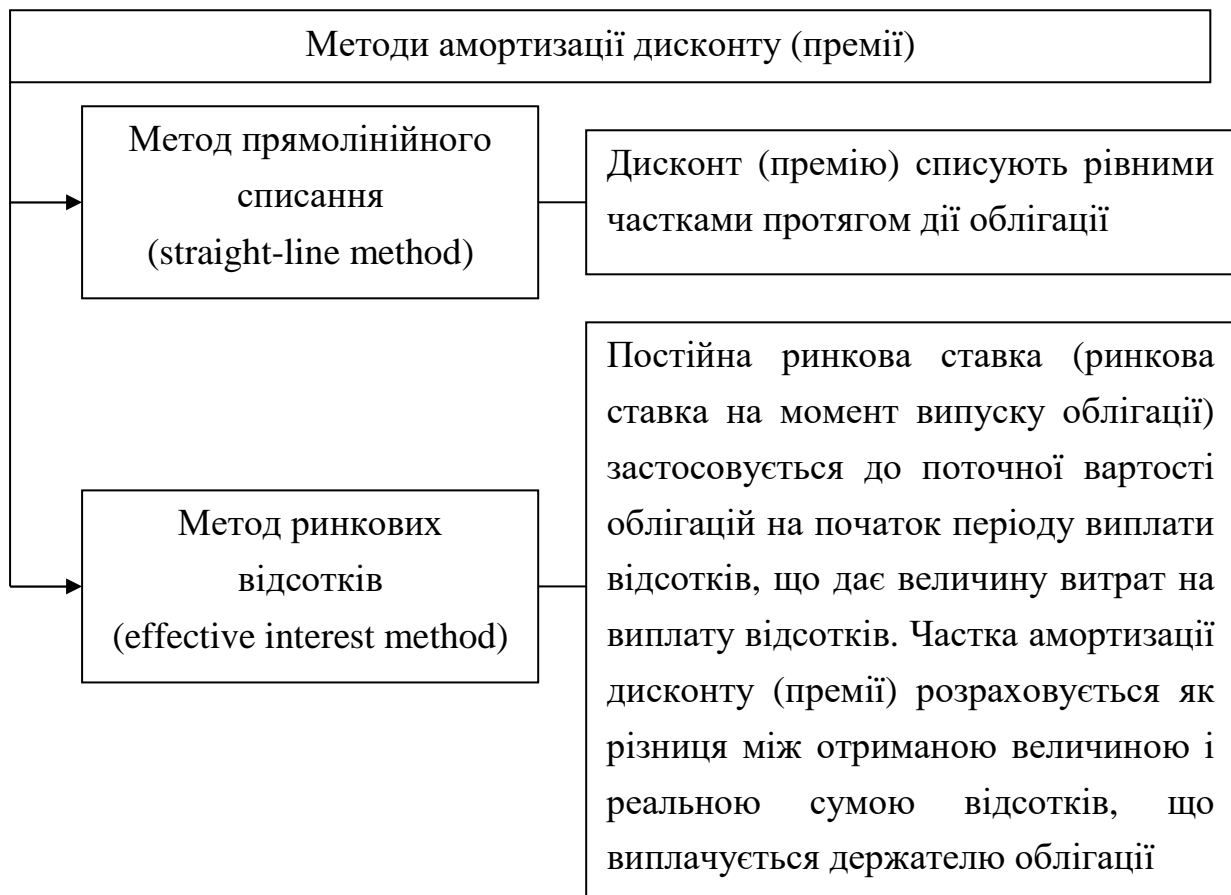 Методи амортизації дисконту (премії)
Метод прямолінійного
списання
(straight-line method)
Дисконт (премію) списують рівними
частками протягом дії облігації
Метод ринкових
відсотків
(effective interest method)
Постійна ринкова ставка (ринкова
ставка на момент випуску облігації)
застосовується до поточної вартості
облігацій на початок періоду виплати
відсотків, що дає величину витрат на
виплату відсотків. Частка амортизації
дисконту (премії) розраховується як
різниця між отриманою величиною і
реальною сумою відсотків, що
виплачується держателю облігації